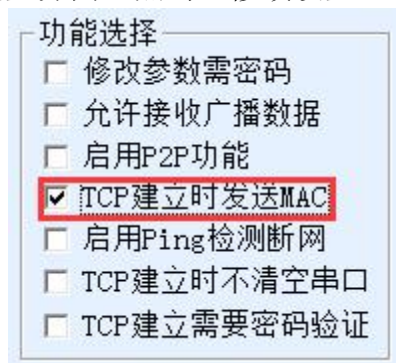 功能选择
修改参数需密码
允许接收广播数据
启用P2P功能
TCP建立时发送MAC
启用Ping检测断网
TCP建立时不清空串口
TCP建立需要密码验证